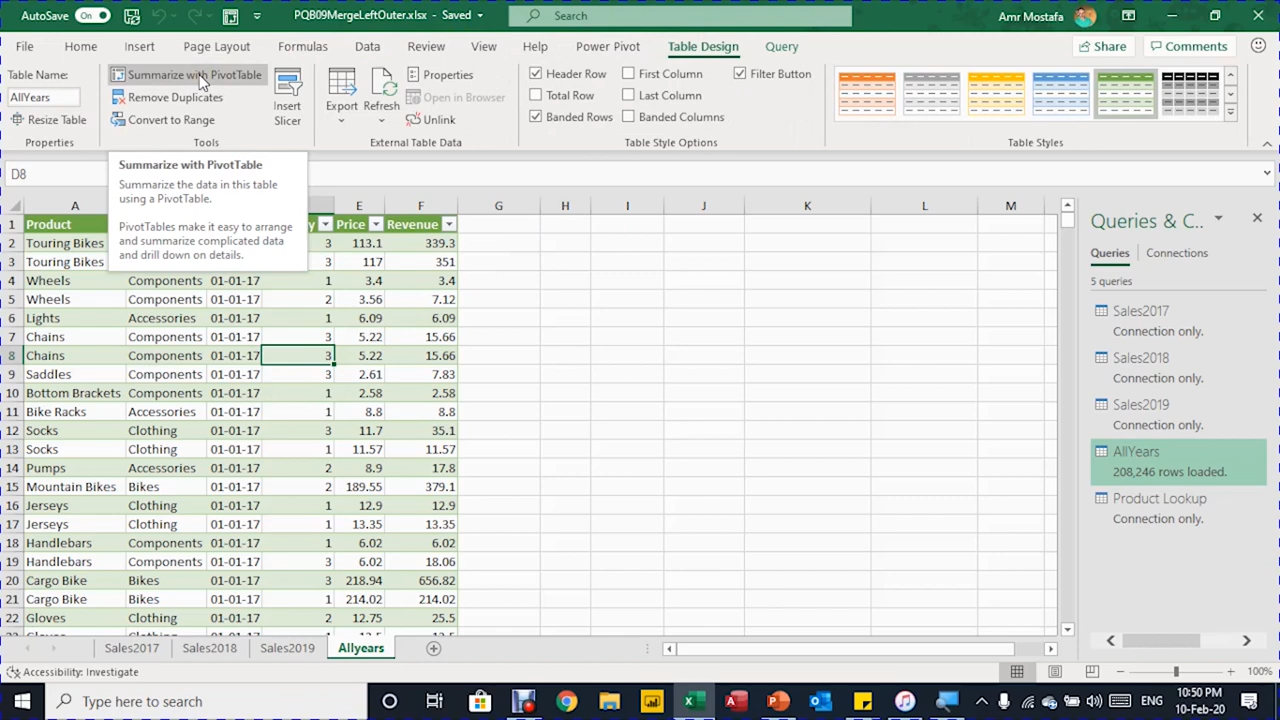 AutoSave On PQB09MergeLeftOuter.xlsx - Saved Search Amr Mostafa
File Home Insert Page Layout Formulas Data Review View Help Power Pivot Table Design Query Share Comments
Table Name: Summarize with PivotTable Properties Header Row First Column Filter Button
AllYears Remove Duplicates Insert Slicer Export Refresh Open in Browser Total Row Last Column
Resize Table Convert to Range Unlink Banded Rows Banded Columns
Properties Tools External Table Data Table Style Options Table Styles
D8
Summarize with PivotTable
Summarize the data in this table
using a PivotTable.
PivotTables make it easy to arrange
and summarize complicated data
and drill down on details.
A E F G H I J K L M
1 Product y Price Revenue
2 Touring Bikes 3 113.1 339.3
3 Touring Bikes 3 117 351
4 Wheels Components 01-01-17 1 3.4 3.4
5 Wheels Components 01-01-17 2 3.56 7.12
6 Lights Accessories 01-01-17 1 6.09 6.09
7 Chains Components 01-01-17 3 5.22 15.66
8 Chains Components 01-01-17 3 5.22 15.66
9 Saddles Components 01-01-17 3 2.61 7.83
10 Bottom Brackets Components 01-01-17 1 2.58 2.58
11 Bike Racks Accessories 01-01-17 1 8.8 8.8
12 Socks Clothing 01-01-17 3 11.7 35.1
13 Socks Clothing 01-01-17 1 11.57 11.57
14 Pumps Accessories 01-01-17 2 8.9 17.8
15 Mountain Bikes Bikes 01-01-17 2 189.55 379.1
16 Jerseys Clothing 01-01-17 1 12.9 12.9
17 Jerseys Clothing 01-01-17 1 13.35 13.35
18 Handlebars Components 01-01-17 1 6.02 6.02
19 Handlebars Components 01-01-17 3 6.02 18.06
20 Cargo Bike Bikes 01-01-17 3 218.94 656.82
21 Cargo Bike Bikes 01-01-17 1 214.02 214.02
22 Gloves Clothing 01-01-17 2 12.75 25.5
Queries & C..
Queries Connections
5 queries
Sales2017
Connection only.
Sales2018
Connection only.
Sales2019
Connection only.
AllYears
208,246 rows loaded.
Product Lookup
Connection only.
Sales2017 Sales2018 Sales2019 Allyears
Accessibility: Investigate 100%
Type here to search ENG 10:50 PM
10-Feb-20